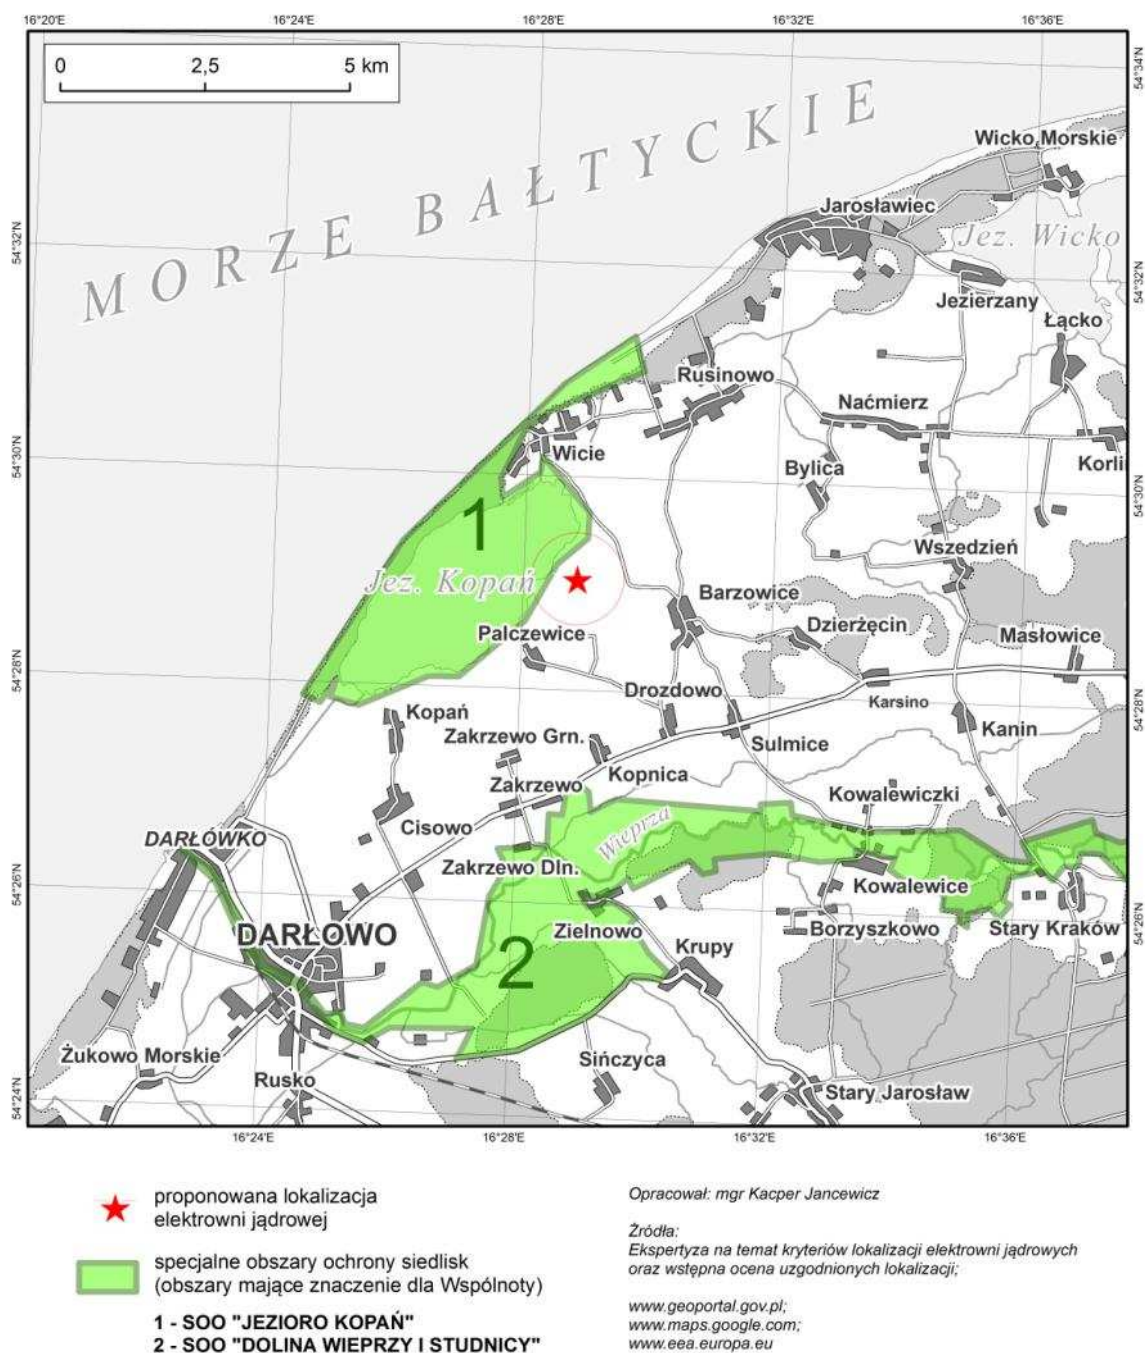 16°20'E 16°24'E 16°28'E 16°32'E 16°36'E
0 2,5 5 km
54°34'N
MORZE BAŁTYCKIE
Wicko Morskie
Jarosławiec
54°32'N
Jez. Wicko
54°32'N
Jezierzany
Łącko
Rusinowo
Naćmierz
54°30'N
Wicie
Korli
Bylica
54°30'N
1
Wszedzień
Jez. Kopań
Barzowice
Palczewice
Dzierżęcin
Masłowice
54°28'N
Drozdowo
Karsino
54°28'N
Kopań
Kanin
Zakrzewo Grn.
Sulmice
Kopnica
Zakrzewo
Kowalewiczki
Cisowo
Wieprza
DARŁÓWKO
Zakrzewo Dln.
54°26'N
Kowalewice
DARŁOWO
Zielnowo
Borzyszkowo
Stary Kraków
54°26'N
Krupy
2
Żukowo Morskie
Sińczyca
Rusko
Stary Jarosław
54°24'N
54°24'N
16°24'E 16°28'E 16°32'E 16°36'E
proponowana lokalizacja
elektrowni jądrowej
specjalne obszary ochrony siedlisk
(obszary mające znaczenie dla Wspólnoty)
1 - SOO "JEZIORO KOPAŃ"
2 - SOO "DOLINA WIEPRZY I STUDNICY"
Opracował: mgr Kacper Jancewicz
Źródła:
Ekspertyza na temat kryteriów lokalizacji elektrowni jądrowych
oraz wstępna ocena uzgodnionych lokalizacji;
www.geoportal.gov.pl;
www.maps.google.com;
www.eea.europa.eu